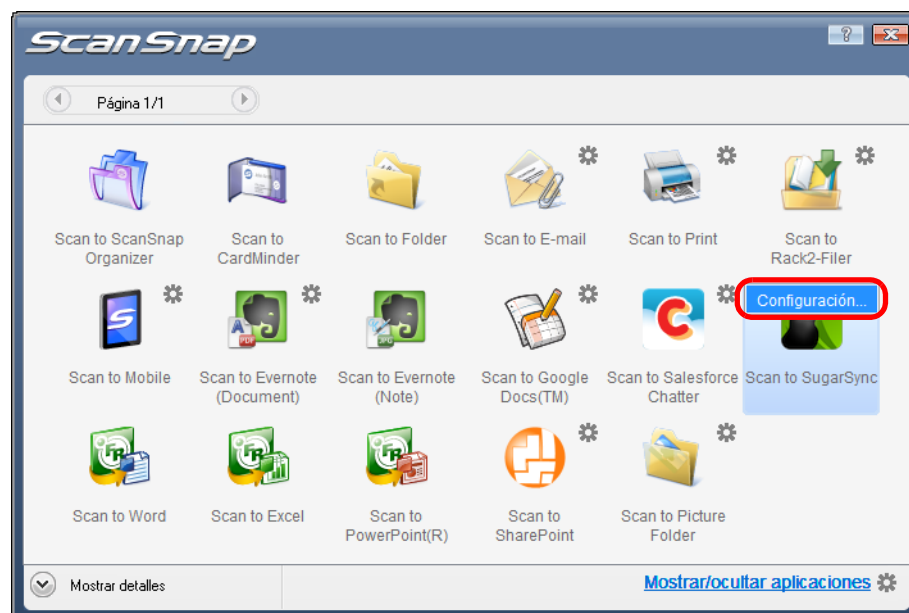 ScanSnap
Página 1/1
Scan to ScanSnap
Organizer
Scan to
CardMinder
Scan to Folder
Scan to E-mail
Scan to Print
Scan to
Rack2-Filer
Configuración...
Scan to Mobile
Scan to Evernote
(Document)
Scan to Evernote
(Note)
Scan to Google
Docs(TM)
Scan to Salesforce
Chatter
Scan to SugarSync
Scan to Word
Scan to Excel
Scan to
PowerPoint(R)
Scan to
SharePoint
Scan to Picture
Folder
Mostrar detalles
Mostrar/ocultar aplicaciones